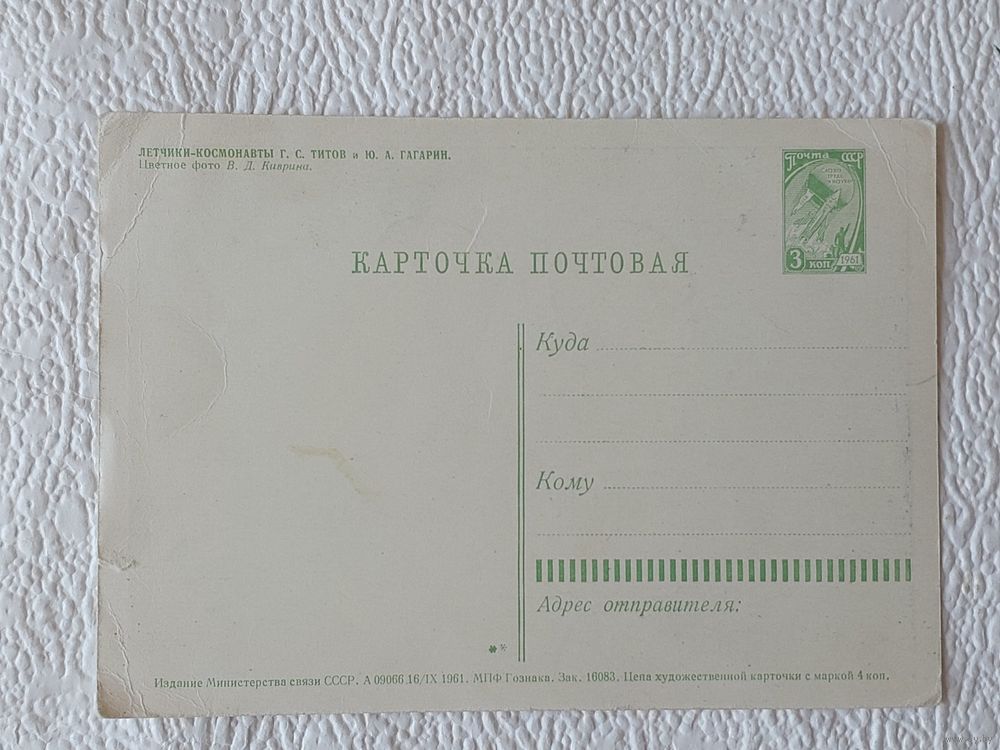 ЛЕТЧИКИ-КОСМОНАВТЫ Г. С. ТИТОВ и Ю. А. ГАГАРИН.
Цветное фото В. Д. Киврина.
Почта СССР
3 коп
1961
КАРТОЧКА ПОЧТОВАЯ
Куда
Кому
Адрес отправителя:
Издание Министерства связи СССР. А 09066 16/IX 1961. МПФ Гознака. Зак. 16083. Цена художественной карточки с маркой 4 коп.